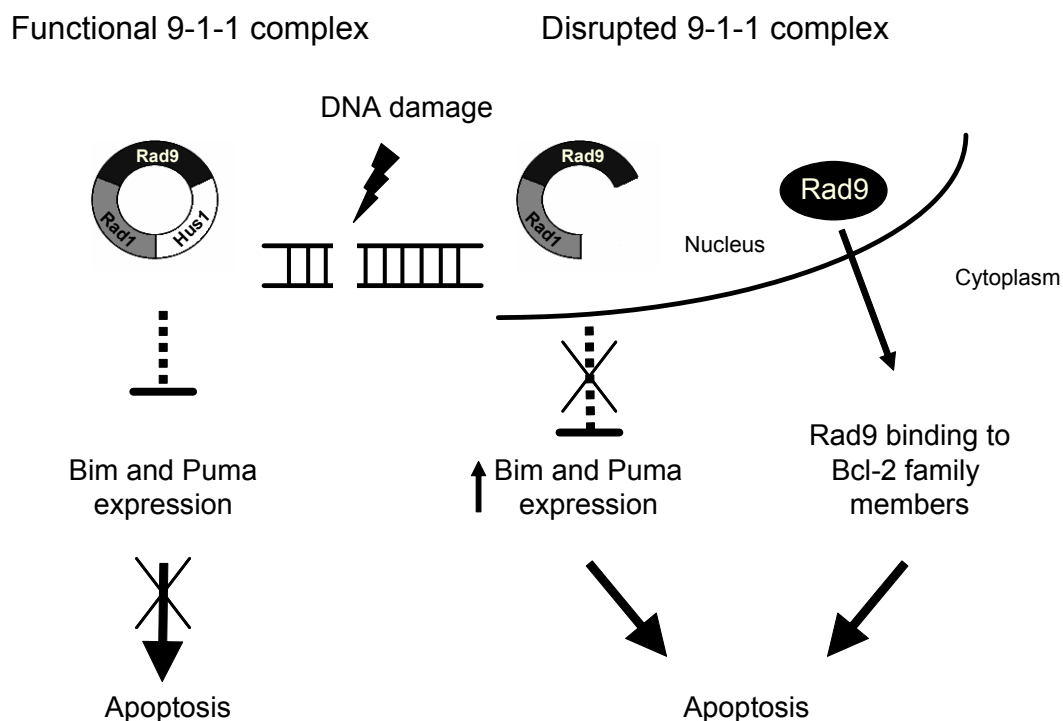 Functional 9-1-1 complex
Disrupted 9-1-1 complex
DNA damage
Rad9
Rad1
Hus1
Rad9
Rad1
Rad9
Nucleus
Cytoplasm
Bim and Puma
expression
Bim and Puma
expression
Rad9 binding to
Bcl-2 family
members
Apoptosis
Apoptosis